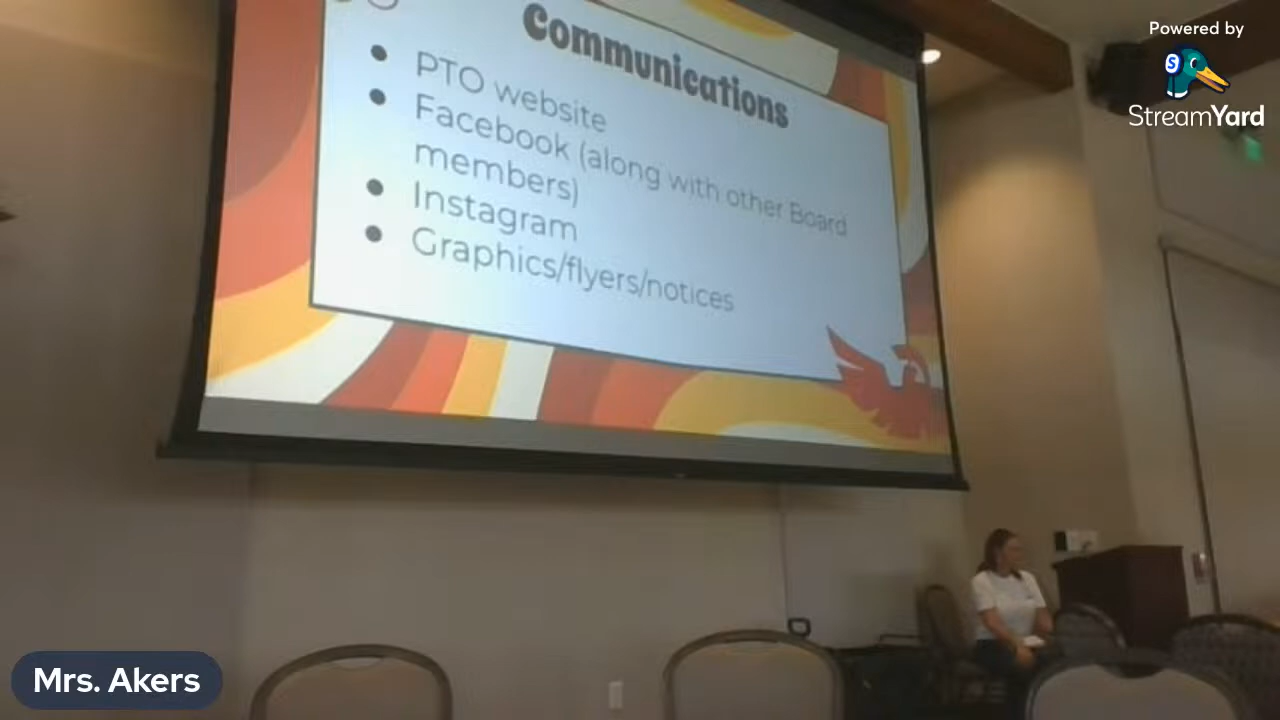 Communications
PTO website
Facebook (along with other Board
members)
Instagram
Graphics/flyers/notices
Powered by
S
StreamYard
Mrs. Akers